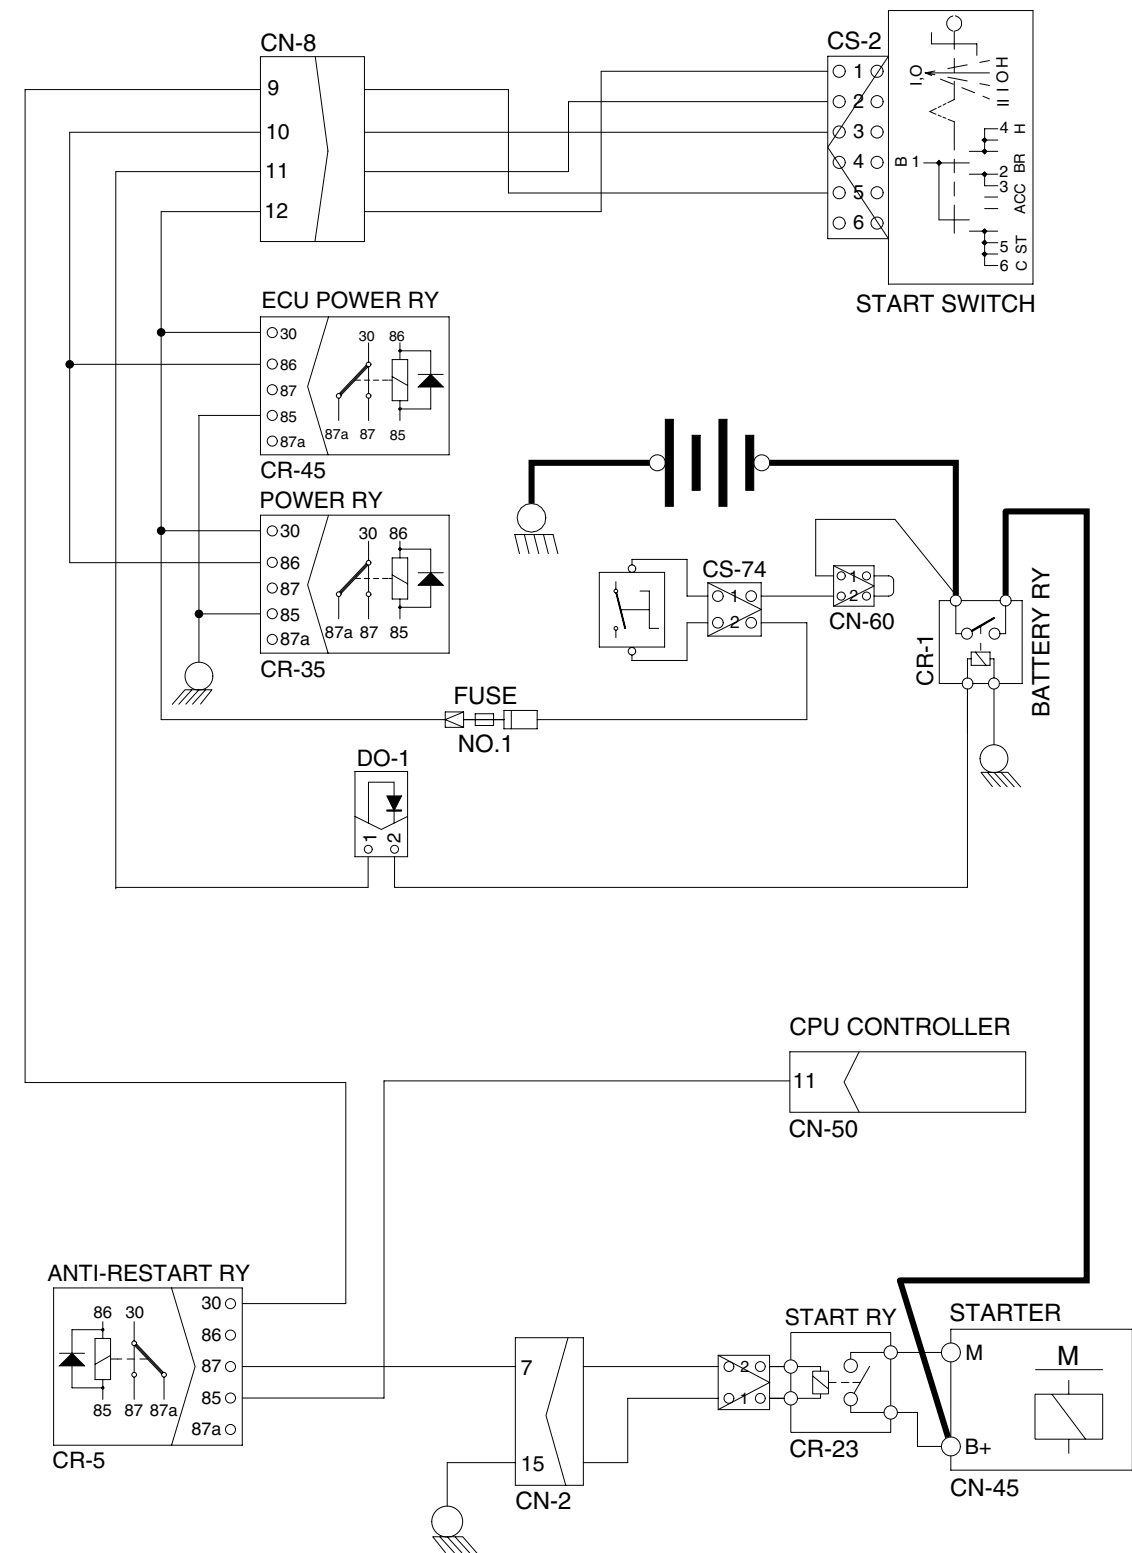 CN-8
9
10
11
12
CS-2
1
2
3
4
5
6
I,O
H
O
I
II
B 1
4 H
BR
2
3
ACC
5 ST
6 C
START SWITCH
ECU POWER RY
30
86
87
85
87a
30 86
87a 87 85
CR-45
POWER RY
30
86
87
85
87a
30 86
87a 87 85
CR-35
CS-74
1
2
1
2
CN-60
CR-1
BATTERY RY
FUSE
NO.1
DO-1
1 2
CPU CONTROLLER
11
CN-50
ANTI-RESTART RY
86 30
85 87 87a
30
86
87
85
87a
CR-5
7
15
CN-2
2
1
START RY
CR-23
STARTER
M
M
B+
CN-45